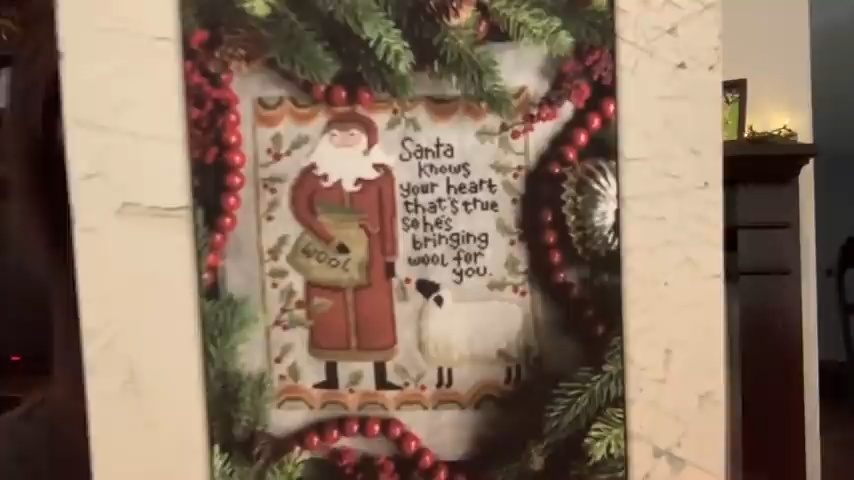 Santa
knows
your heart
that's true
so he's
bringing
wool for
you.
WOOL